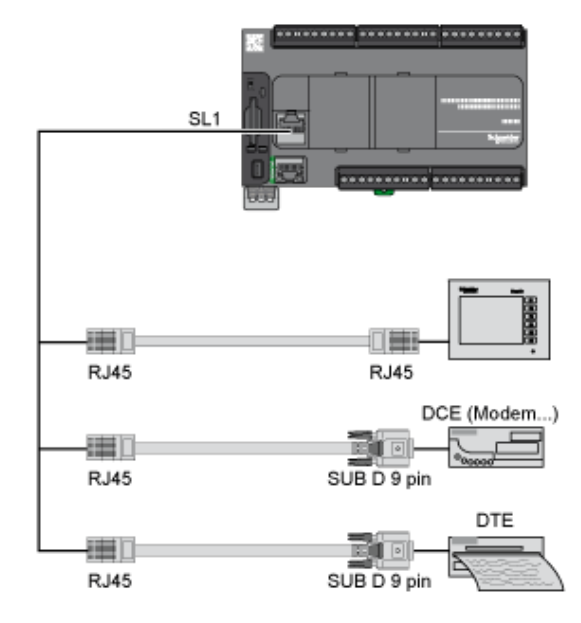 SL1
RJ45
RJ45
DCE (Modem...)
RJ45
SUB D 9 pin
DTE
RJ45
SUB D 9 pin